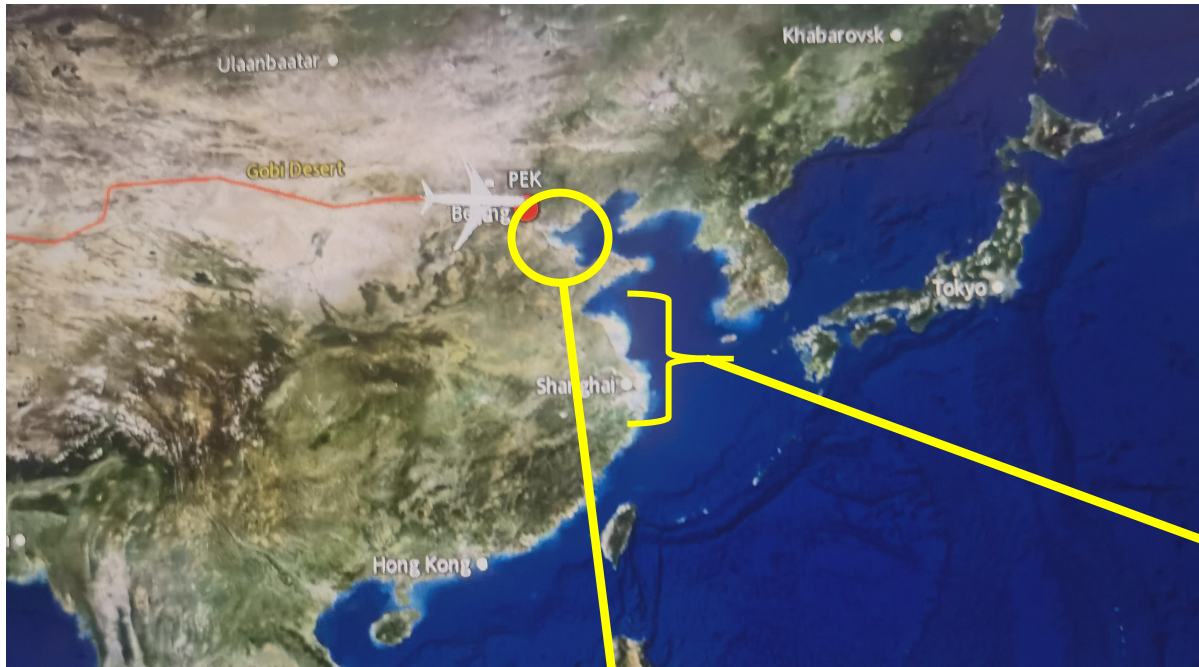 Khabarovsk
Ulaanbaatar
Gobi Desert
PEK
Tokyo
Shanghai
Hong Kong